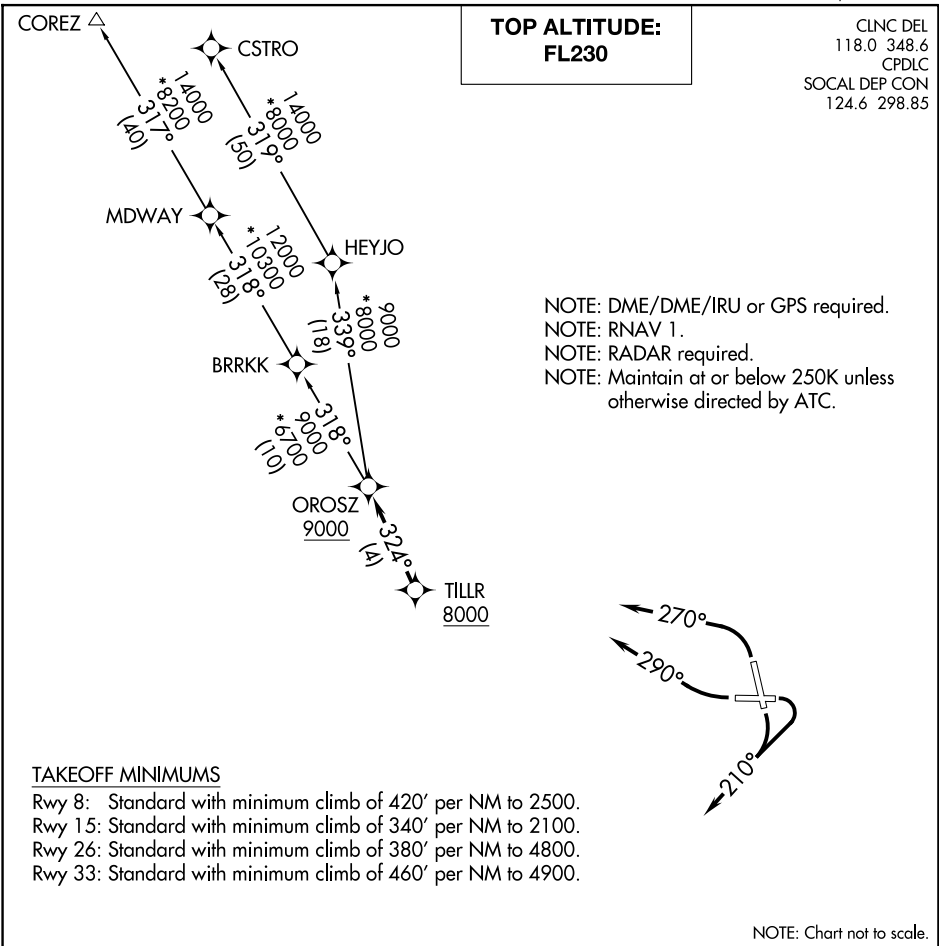 TOP ALTITUDE:
FL230
CLNC DEL
118.0 348.6
CPDLC
SOCAL DEP CON
124.6 298.85
COREZ
CSTRO
14000
*8200
317°
(40)
14000
*8000
319°
(50)
MDWAY
HEYJO
12000
*10300
318°
(28)
9000
*8000
339°
(18)
BRRKK
9000
*6700
318°
(10)
OROSZ
9000
324°
(4)
TILLR
8000
NOTE: DME/DME/IRU or GPS required.
NOTE: RNAV 1.
NOTE: RADAR required.
NOTE: Maintain at or below 250K unless
otherwise directed by ATC.
270°
290°
210°
TAKEOFF MINIMUMS
Rwy 8: Standard with minimum climb of 420' per NM to 2500.
Rwy 15: Standard with minimum climb of 340' per NM to 2100.
Rwy 26: Standard with minimum climb of 380' per NM to 4800.
Rwy 33: Standard with minimum climb of 460' per NM to 4900.
NOTE: Chart not to scale.